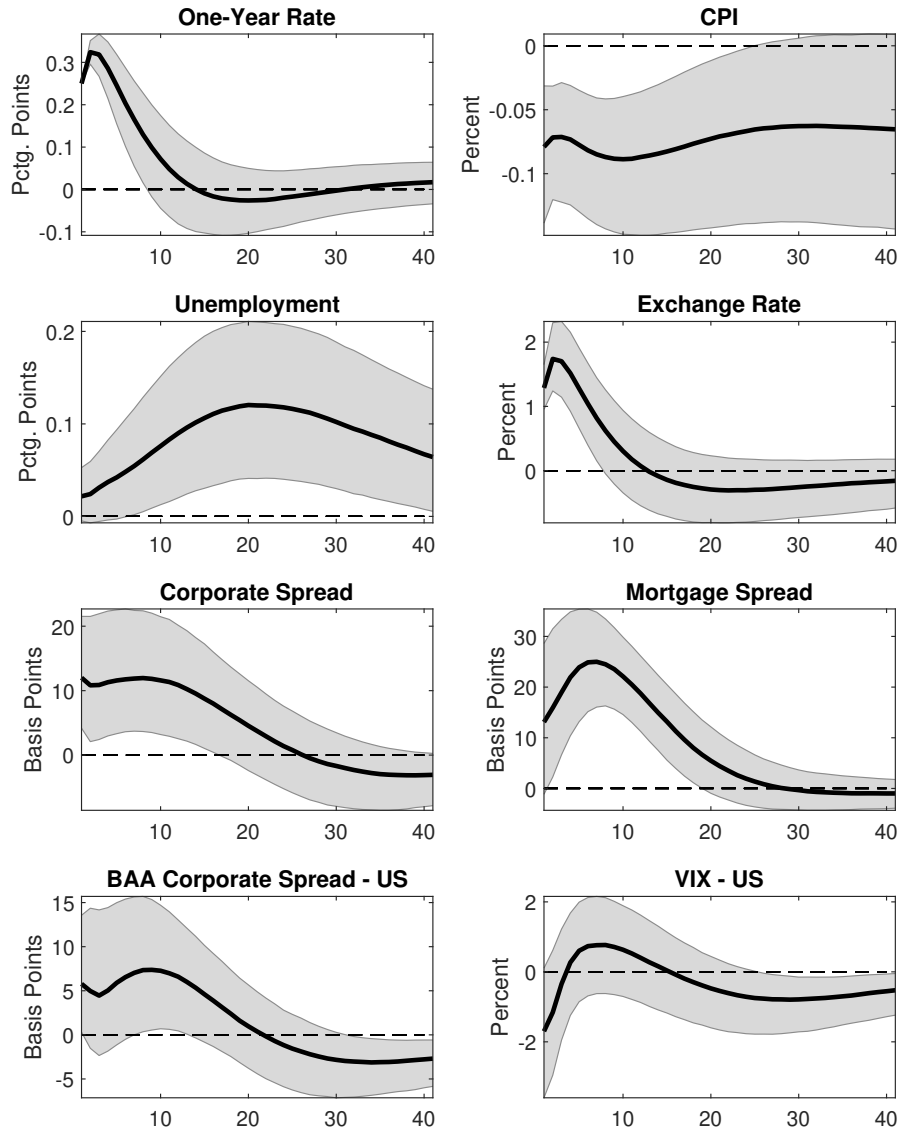 One-Year Rate
Pctg. Points
0.3
0.2
0.1
0
-0.1
10 20 30 40
CPI
Percent
0
-0.05
-0.1
10 20 30 40
Unemployment
Pctg. Points
0.2
0.1
0
10 20 30 40
Exchange Rate
Percent
2
1
0
10 20 30 40
Corporate Spread
Basis Points
20
10
0
10 20 30 40
Mortgage Spread
Basis Points
30
20
10
0
10 20 30 40
BAA Corporate Spread - US
Basis Points
15
10
5
0
-5
10 20 30 40
VIX - US
Percent
2
0
-2
10 20 30 40